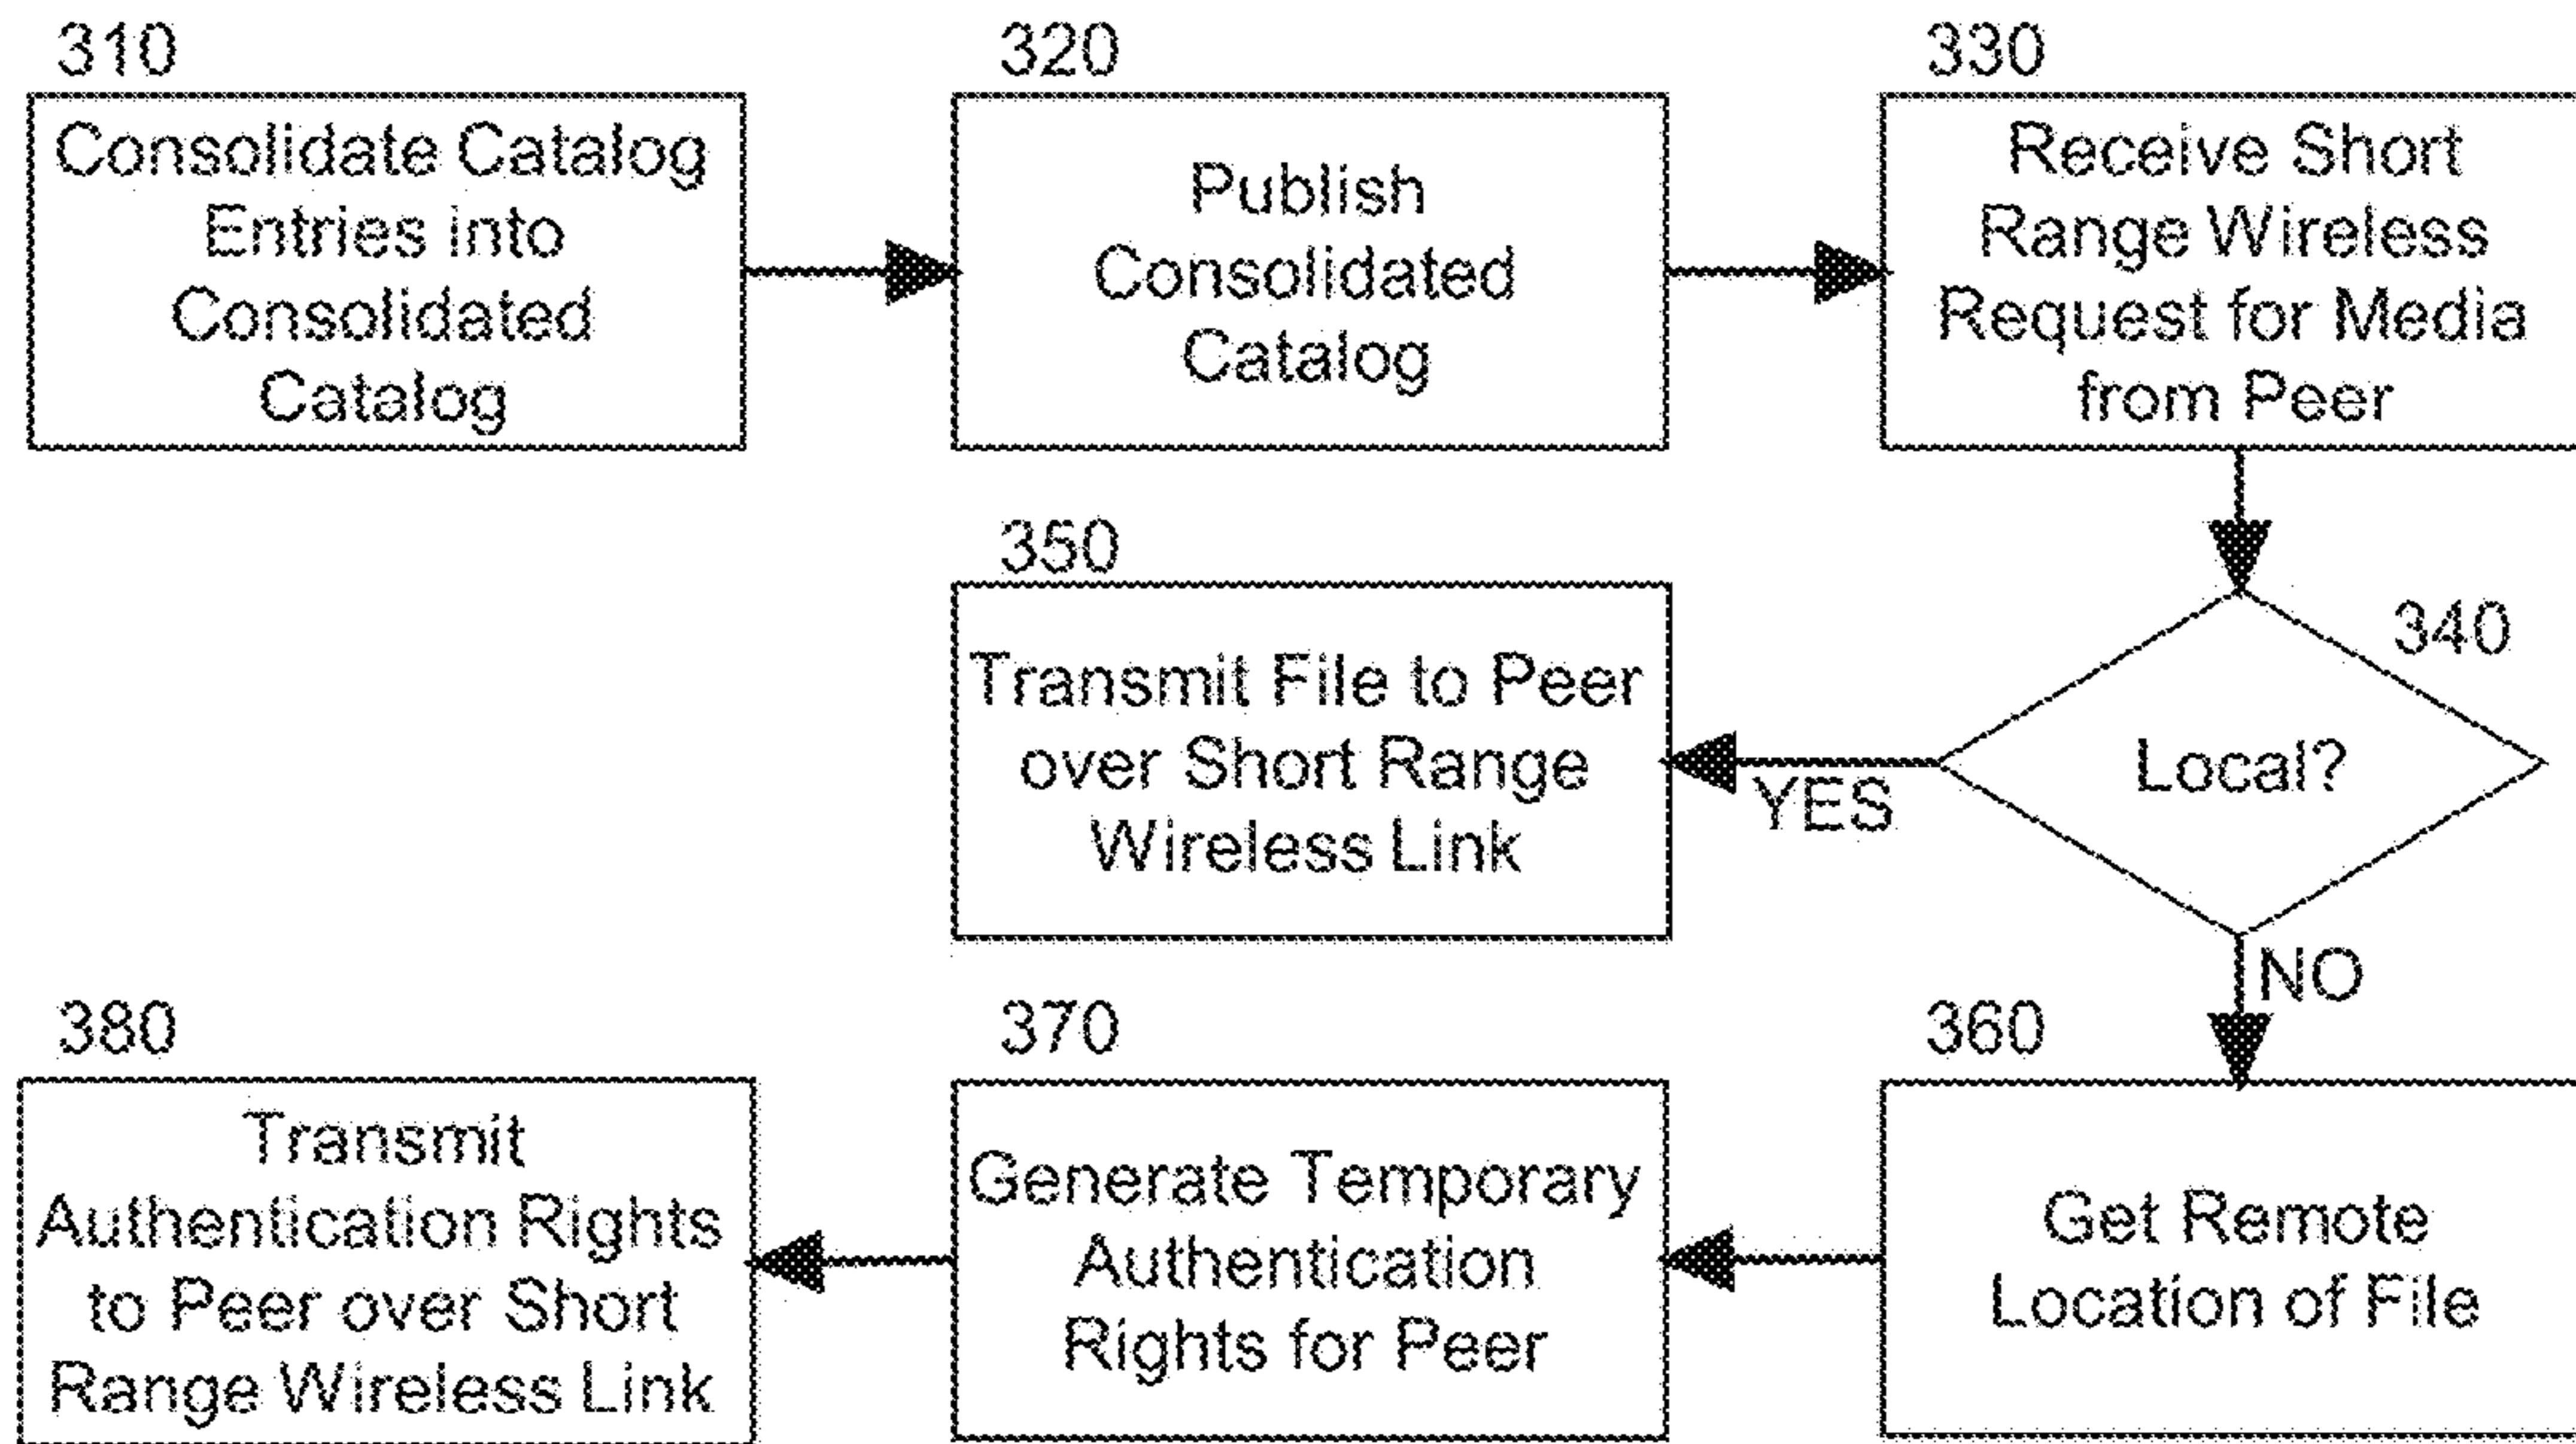 310
Consolidate Catalog
Entries into
Consolidated
Catalog
320
Publish
Consolidated
Catalog
330
Receive Short
Range Wireless
Request for Media
from Peer
340
Local?
YES
350
Transmit File to Peer
over Short Range
Wireless Link
NO
360
Get Remote
Location of File
370
Generate Temporary
Authentication
Rights for Peer
380
Transmit
Authentication Rights
to Peer over Short
Range Wireless Link